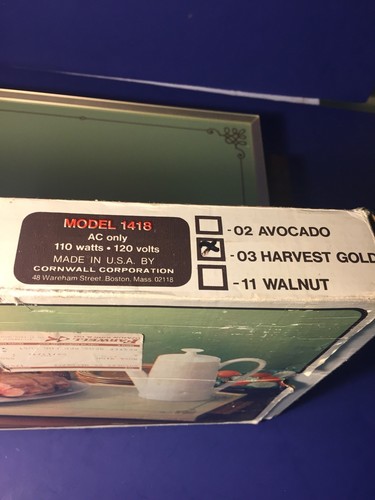 MODEL 1418
AC only
110 watts • 120 volts
MADE IN U.S.A. BY
CORNWALL CORPORATION
48 Wareham Street, Boston, Mass. 02118
-02 AVOCADO
-03 HARVEST GOLD
-11 WALNUT